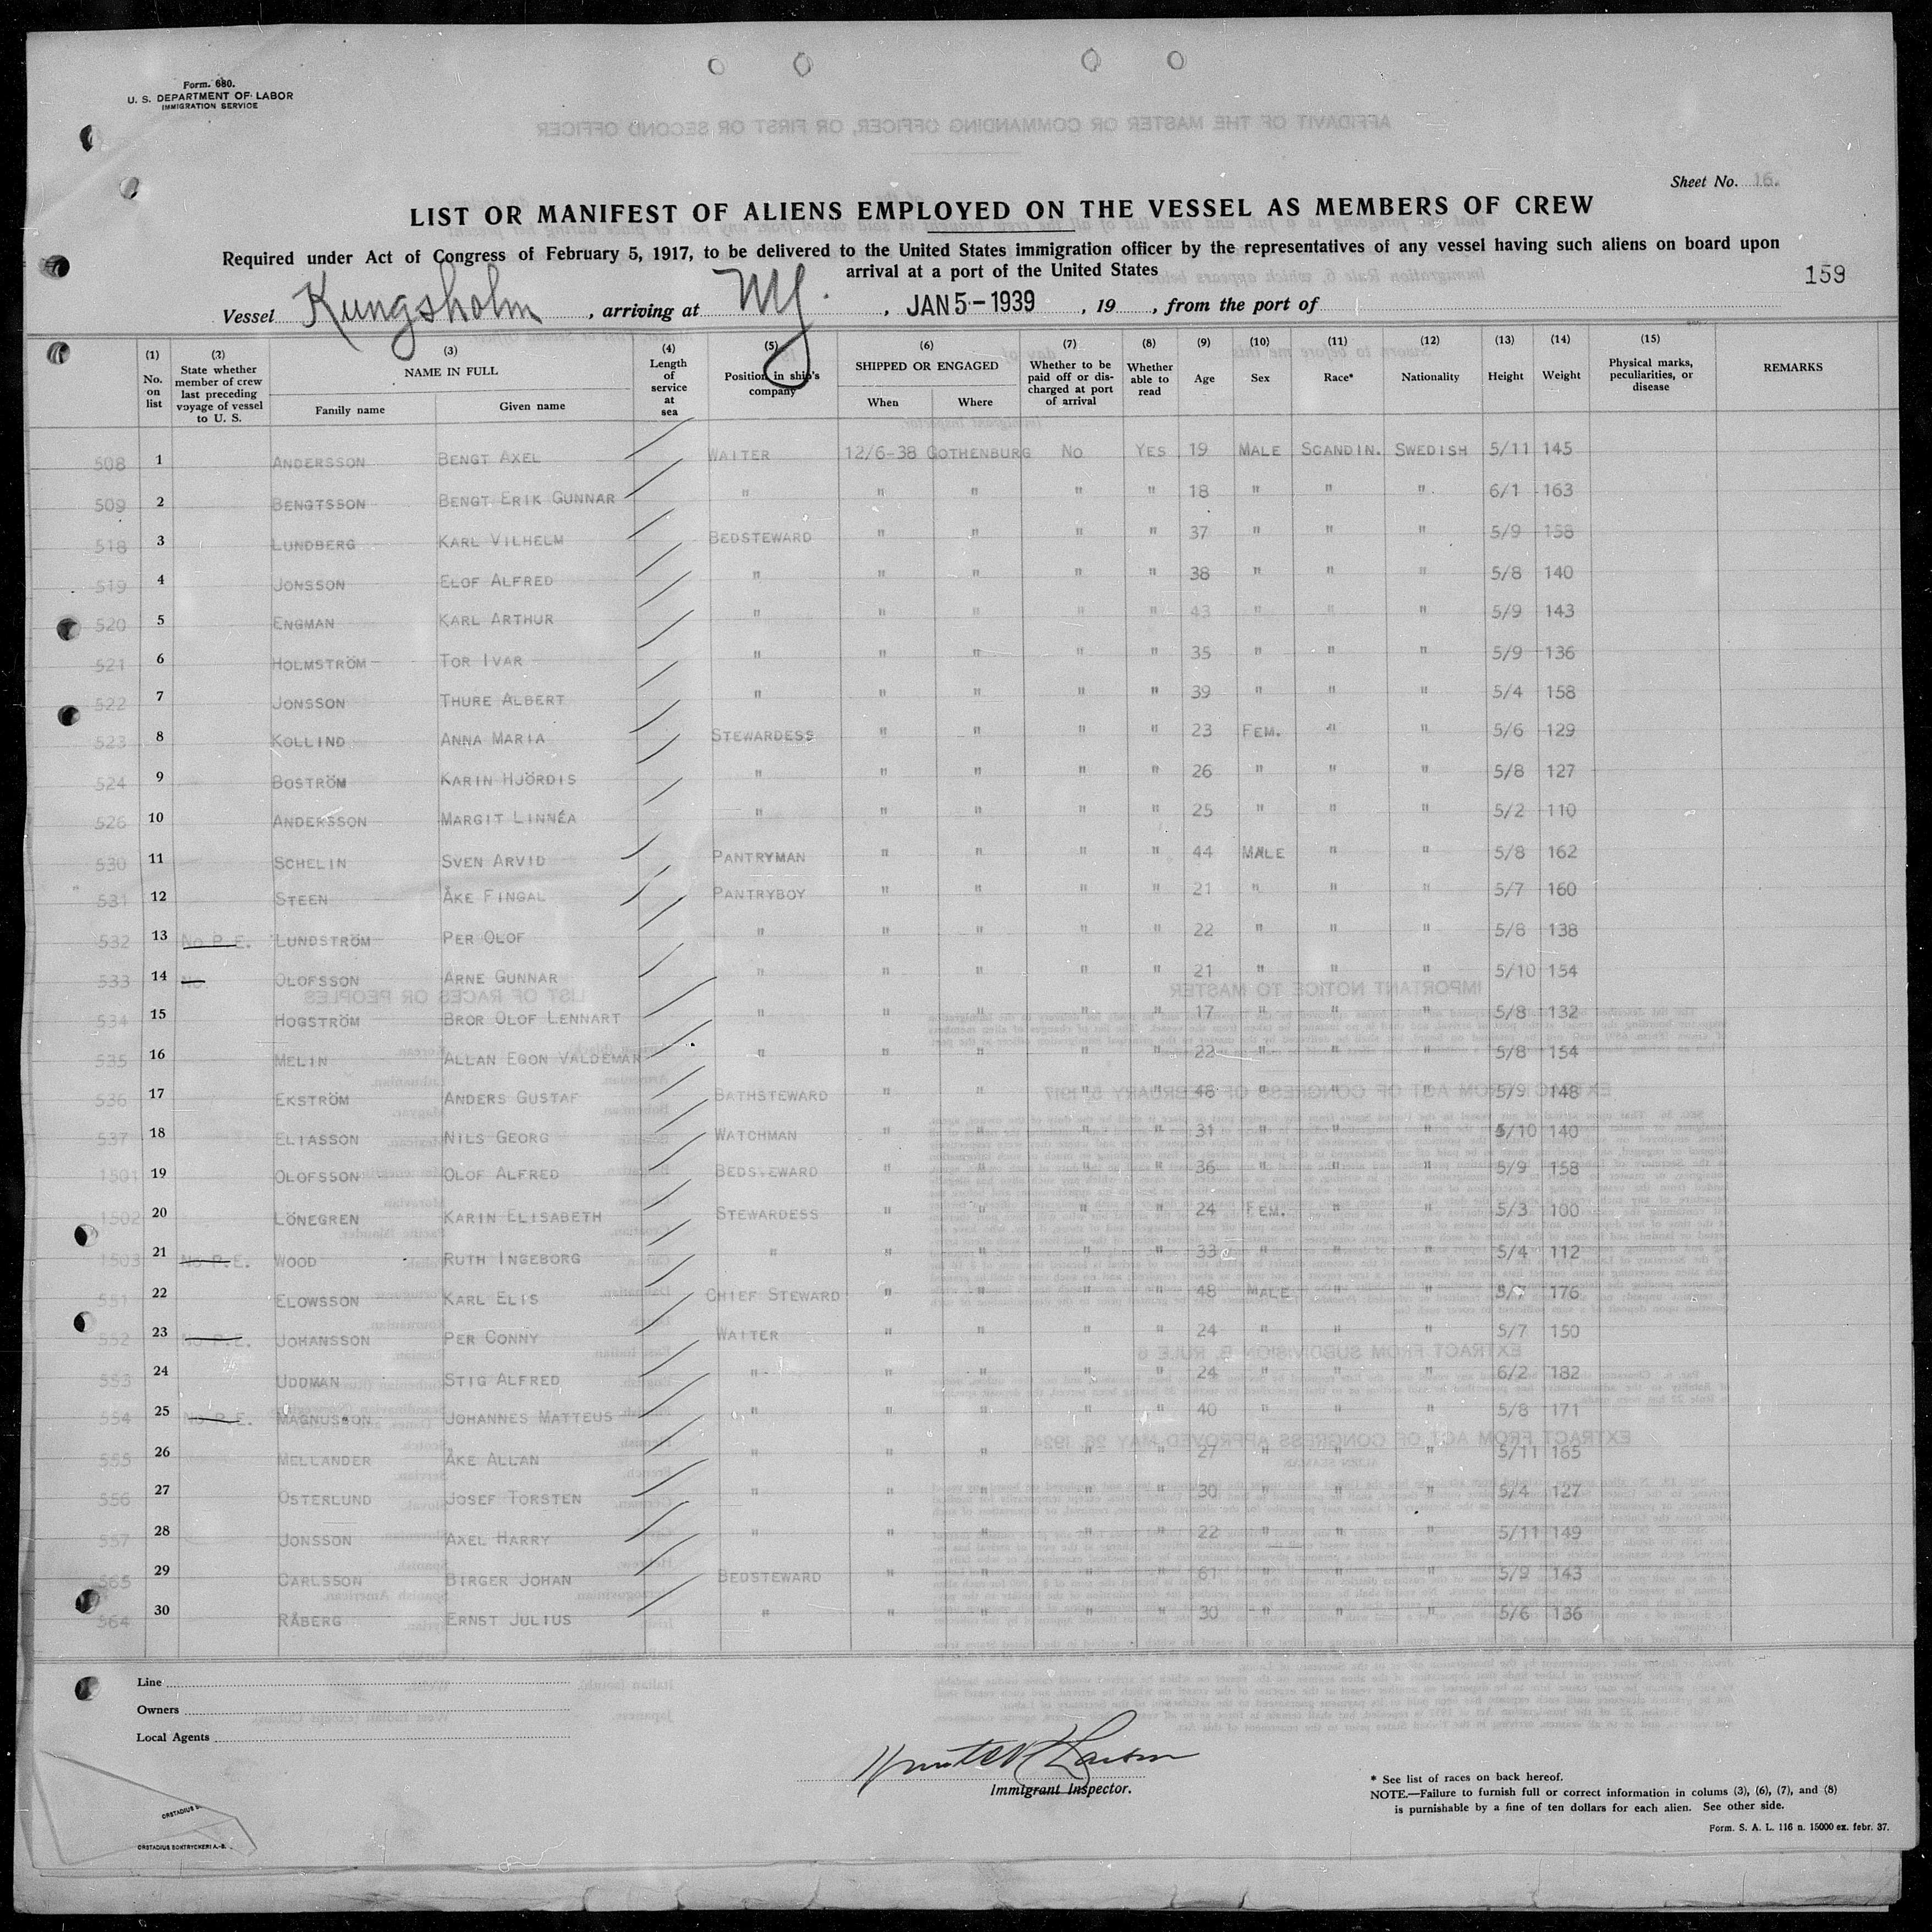 Form. 680.
U. S. DEPARTMENT OF LABOR
IMMIGRATION SERVICE
AFFIDAVIT OF THE MASTER OR COMMANDING OFFICER, OR FIRST OR SECOND OFFICER
Sheet No. 16.
LIST OR MANIFEST OF ALIENS EMPLOYED ON THE VESSEL AS MEMBERS OF CREW
Required under Act of Congress of February 5, 1917, to be delivered to the United States immigration officer by the representatives of any vessel having such aliens on board upon
arrival at a port of the United States
159
Vessel Kungsholm, arriving at NY., JAN 5-1939, 19, from the port of
(1) No. on list (2) State whether member of crew last preceding voyage of vessel to U. S. (3) NAME IN FULL Family name Given name (4) Length of service at sea (5) Position in ship's company (6) SHIPPED OR ENGAGED When Where (7) Whether to be paid off or discharged at port of arrival (8) Whether able to read (9) Age (10) Sex (11) Race* (12) Nationality (13) Height (14) Weight (15) Physical marks, peculiarities, or disease REMARKS
508 1 ANDERSSON BENGT AXEL WAITER 12/6-38 GOTHENBURG NO YES 19 MALE SCANDIN. SWEDISH 5/11 145
509 2 BENGTSSON BENGT ERIK GUNNAR " " " " " 18 " " " 6/1 163
518 3 LUNDBERG KARL VILHELM BEDSTEWARD " " " " 37 " " " 5/9 158
519 4 JONSSON ELOF ALFRED " " " " " 38 " " " 5/8 140
520 5 ENGMAN KARL ARTHUR " " " " " 43 " " " 5/9 143
521 6 HOLMSTRÖM TOR IVAR " " " " " 35 " " " 5/9 136
522 7 JONSSON THURE ALBERT " " " " " 39 " " " 5/4 158
523 8 KOLLIND ANNA MARIA STEWARDESS " " " " 23 FEM. " " 5/6 129
524 9 BOSTRÖM KARIN HJÖRDIS " " " " " 26 " " " 5/8 127
526 10 ANDERSSON MARGIT LINNÉA " " " " " 25 " " " 5/2 110
530 11 SCHELIN SVEN ARVID PANTRYMAN " " " " 44 MALE " " 5/8 162
531 12 STEEN ÅKE FINGAL PANTRYBOY " " " " 21 " " " 5/7 160
532 13 NO P.E. LUNDSTRÖM PER OLOF " " " " " 22 " " " 5/8 138
533 14 NO. OLOFSSON ARNE GUNNAR " " " " " 21 " " " 5/10 154
534 15 HOGSTRÖM BROR OLOF LENNART " " " " " 17 " " " 5/8 132
535 16 MELIN ALLAN EGON VALDEMAR " " " " " 22 " " " 5/8 154
536 17 EKSTRÖM ANDERS GUSTAF BATHSTEWARD " " " " 48 " " " 5/9 148
537 18 ELIASSON NILS GEORG WATCHMAN " " " " 31 " " " 5/10 140
1501 19 OLOFSSON OLOF ALFRED BEDSTEWARD " " " " 36 " " " 5/9 158
1502 20 LÖNEGREN KARIN ELISABETH STEWARDESS " " " " 24 FEM. " " 5/3 100
1503 21 NO P.E. WOOD RUTH INGEBORG " " " " " 33 " " " 5/4 112
551 22 ELOWSSON KARL ELIS CHIEF STEWARD " " " " 48 MALE " " 5/7 176
552 23 NO P.E. JOHANSSON PER CONNY WAITER " " " " 24 " " " 5/7 150
553 24 UDDMAN STIG ALFRED " " " " " 24 " " " 6/2 182
554 25 NO P.E. MAGNUSSON JOHANNES MATTEUS " " " " " 40 " " " 5/8 171
555 26 MELLANDER ÅKE ALLAN " " " " " 27 " " " 5/11 165
556 27 OSTERLUND JOSEF TORSTEN " " " " " 30 " " " 5/4 127
557 28 JONSSON AXEL HARRY " " " " " 22 " " " 5/11 149
565 29 CARLSSON BIRGER JOHAN BEDSTEWARD " " " " 61 " " " 5/9 143
564 30 RÅBERG ERNST JULIUS " " " " " 30 " " " 5/6 136
Line
Owners
Local Agents
Immigrant Inspector.
* See list of races on back hereof.
NOTE.—Failure to furnish full or correct information in colums (3), (6), (7), and (8)
is purnishable by a fine of ten dollars for each alien. See other side.
Form. S. A. L. 116 n. 15000 ex. febr. 37.
ORSTADIUS BOKTRYCKERI A.-B.